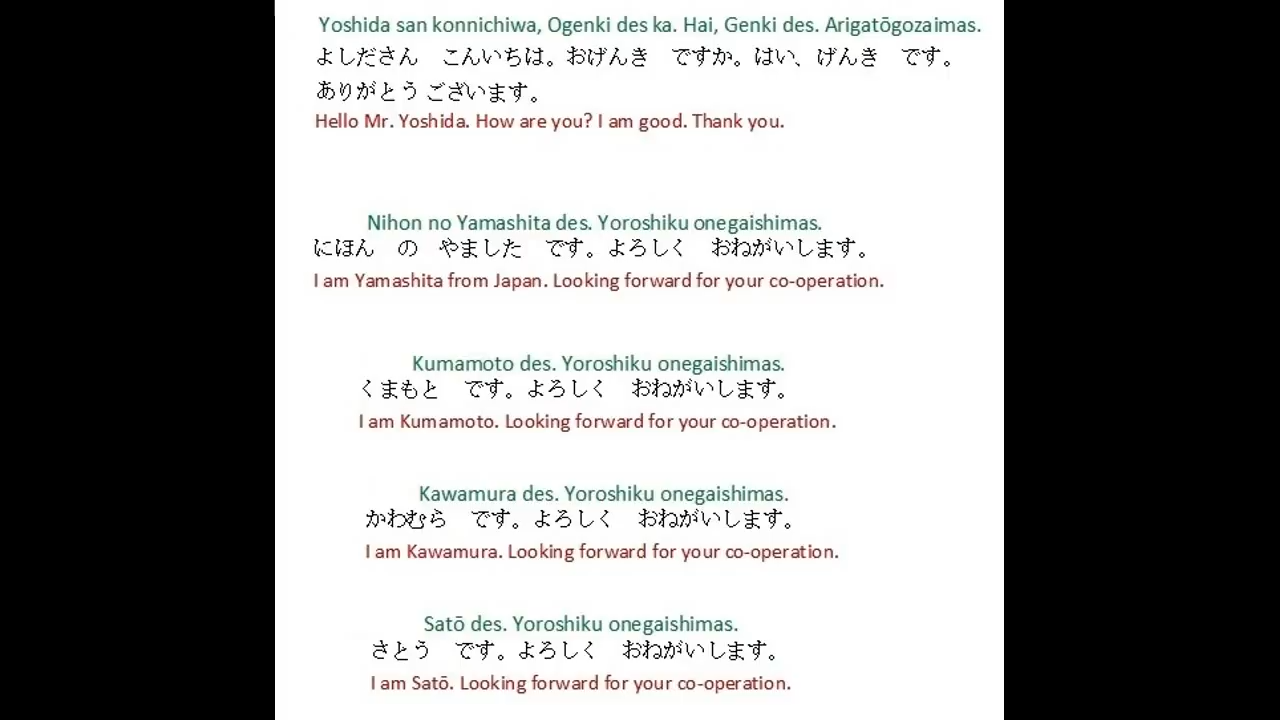 Yoshida san konnichiwa, Ogenki des ka. Hai, Genki des. Arigatōgozaimas.
よしださん　こんいちは。おげんき　ですか。はい、げんき　です。
ありがとう ございます。
Hello Mr. Yoshida. How are you? I am good. Thank you.
Nihon no Yamashita des. Yoroshiku onegaishimas.
にほん　の　やました　です。よろしく　おねがいします。
I am Yamashita from Japan. Looking forward for your co-operation.
Kumamoto des. Yoroshiku onegaishimas.
くまもと　です。よろしく　おねがいします。
I am Kumamoto. Looking forward for your co-operation.
Kawamura des. Yoroshiku onegaishimas.
かわむら　です。よろしく　おねがいします。
I am Kawamura. Looking forward for your co-operation.
Satō des. Yoroshiku onegaishimas.
さとう　です。よろしく　おねがいします。
I am Satō. Looking forward for your co-operation.